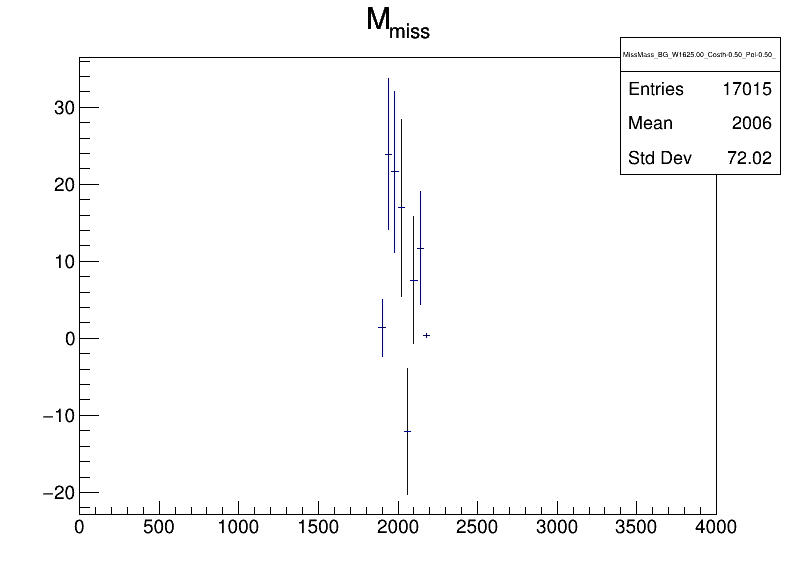 M_miss
MissMass_BG_W1625.00_Costh-0.50_Pol-0.50_
Entries 17015
Mean 2006
Std Dev 72.02
30
20
10
0
−10
−20
0 500 1000 1500 2000 2500 3000 3500 4000